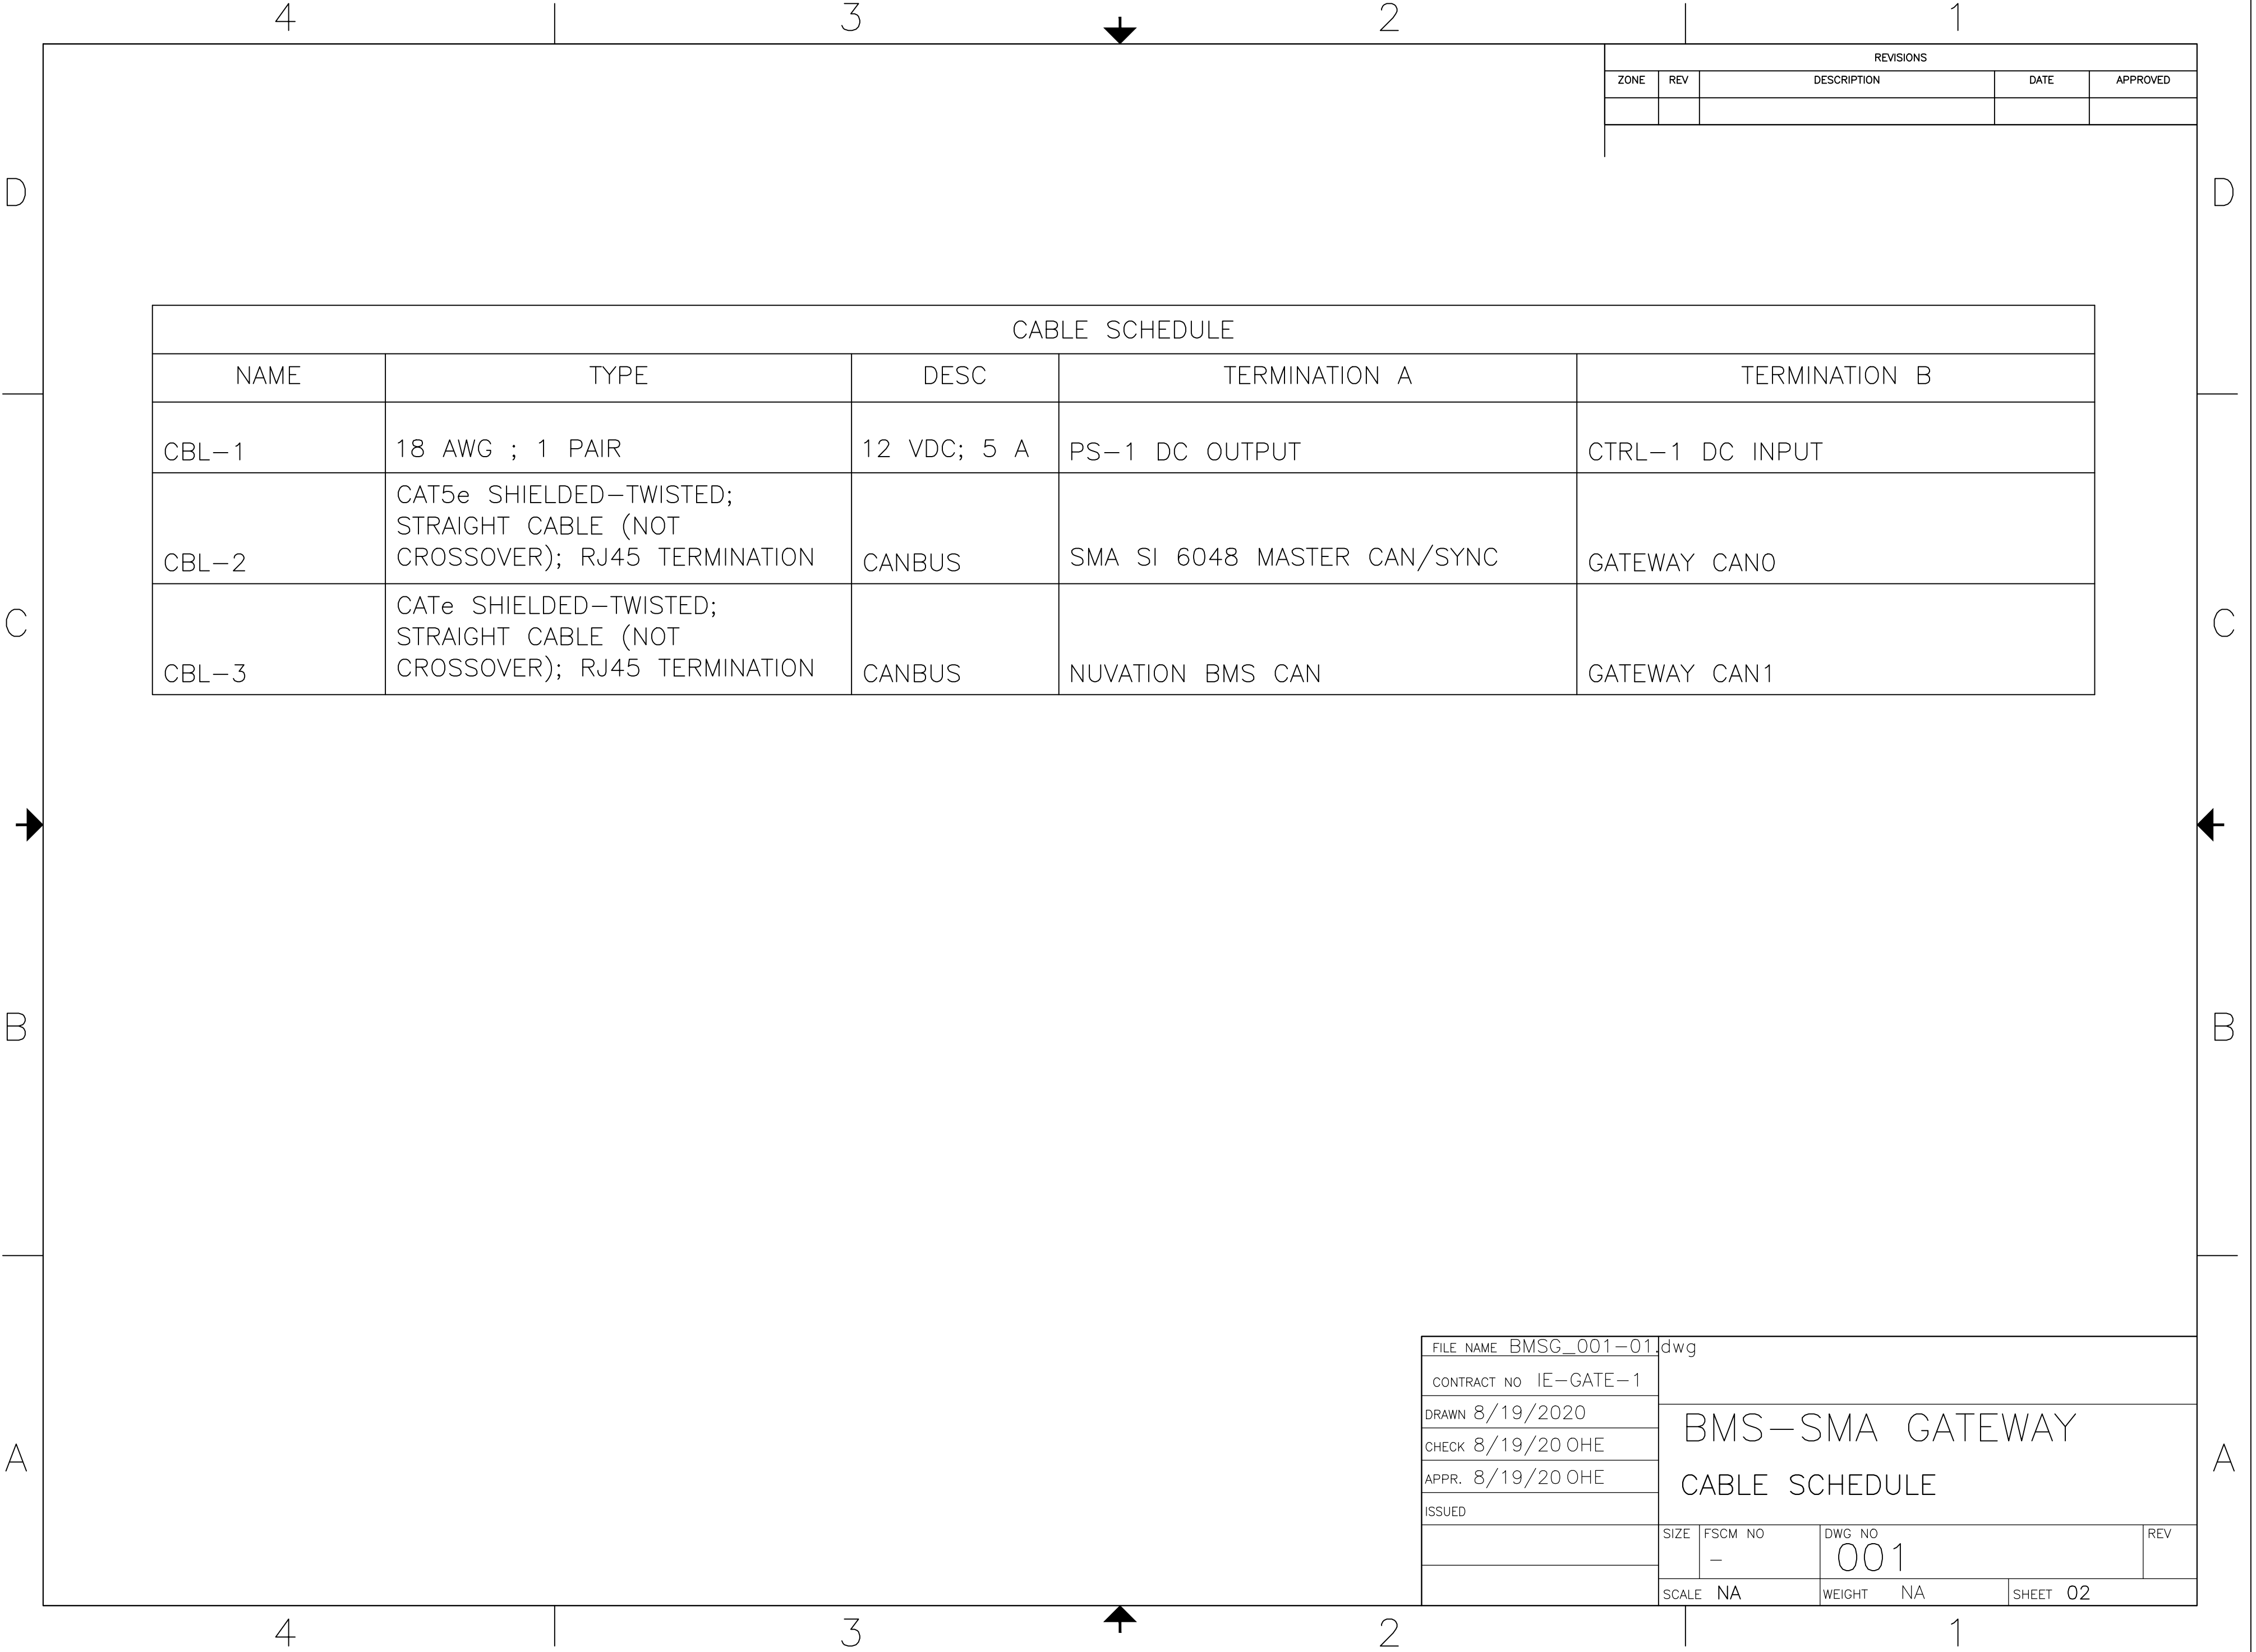 4 3 2 1
REVISIONS
ZONE REV DESCRIPTION DATE APPROVED
D D
CABLE SCHEDULE
NAME TYPE DESC TERMINATION A TERMINATION B
CBL-1 18 AWG ; 1 PAIR 12 VDC; 5 A PS-1 DC OUTPUT CTRL-1 DC INPUT
CAT5e SHIELDED-TWISTED;
STRAIGHT CABLE (NOT
CBL-2 CROSSOVER); RJ45 TERMINATION CANBUS SMA SI 6048 MASTER CAN/SYNC GATEWAY CAN0
CATe SHIELDED-TWISTED;
C STRAIGHT CABLE (NOT C
CBL-3 CROSSOVER); RJ45 TERMINATION CANBUS NUVATION BMS CAN GATEWAY CAN1
B B
FILE NAME BMSG_001-01.dwg
CONTRACT NO IE-GATE-1
DRAWN 8/19/2020
BMS-SMA GATEWAY
CHECK 8/19/20 OHE
A A
APPR. 8/19/20 OHE
CABLE SCHEDULE
ISSUED
SIZE FSCM NO DWG NO REV
- 001
SCALE NA WEIGHT NA SHEET 02
4 3 2 1